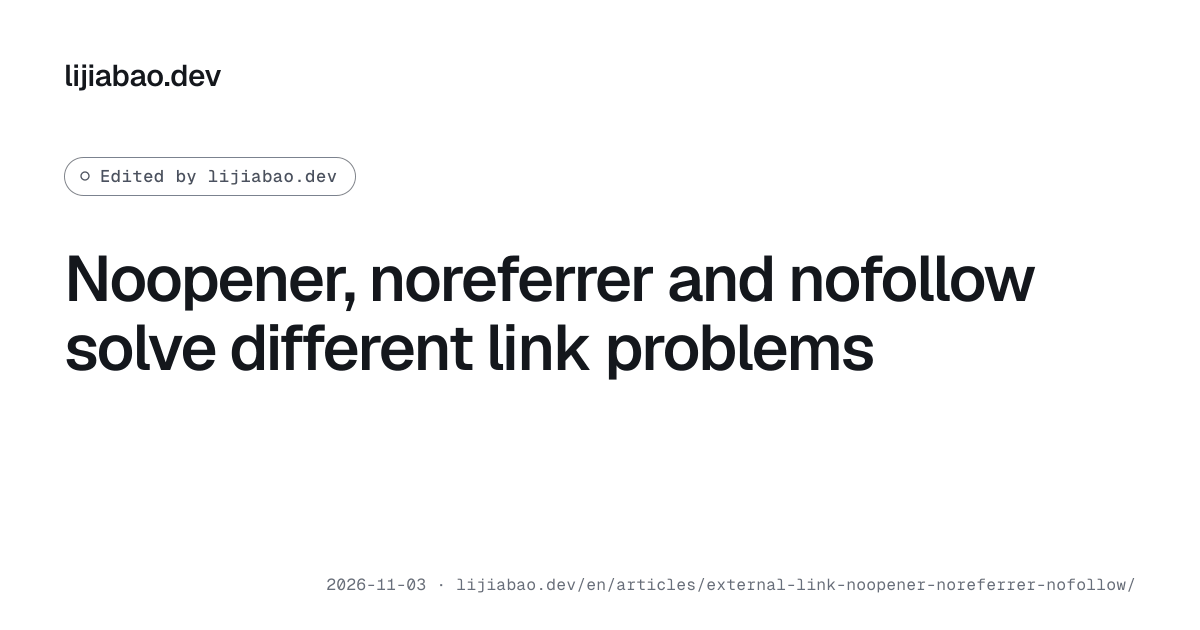 lijiabao.dev
Edited by lijiabao.dev
Noopener, noreferrer and nofollow
solve different link problems
2026-11-03 · lijiabao.dev/en/articles/external-link-noopener-noreferrer-nofollow/